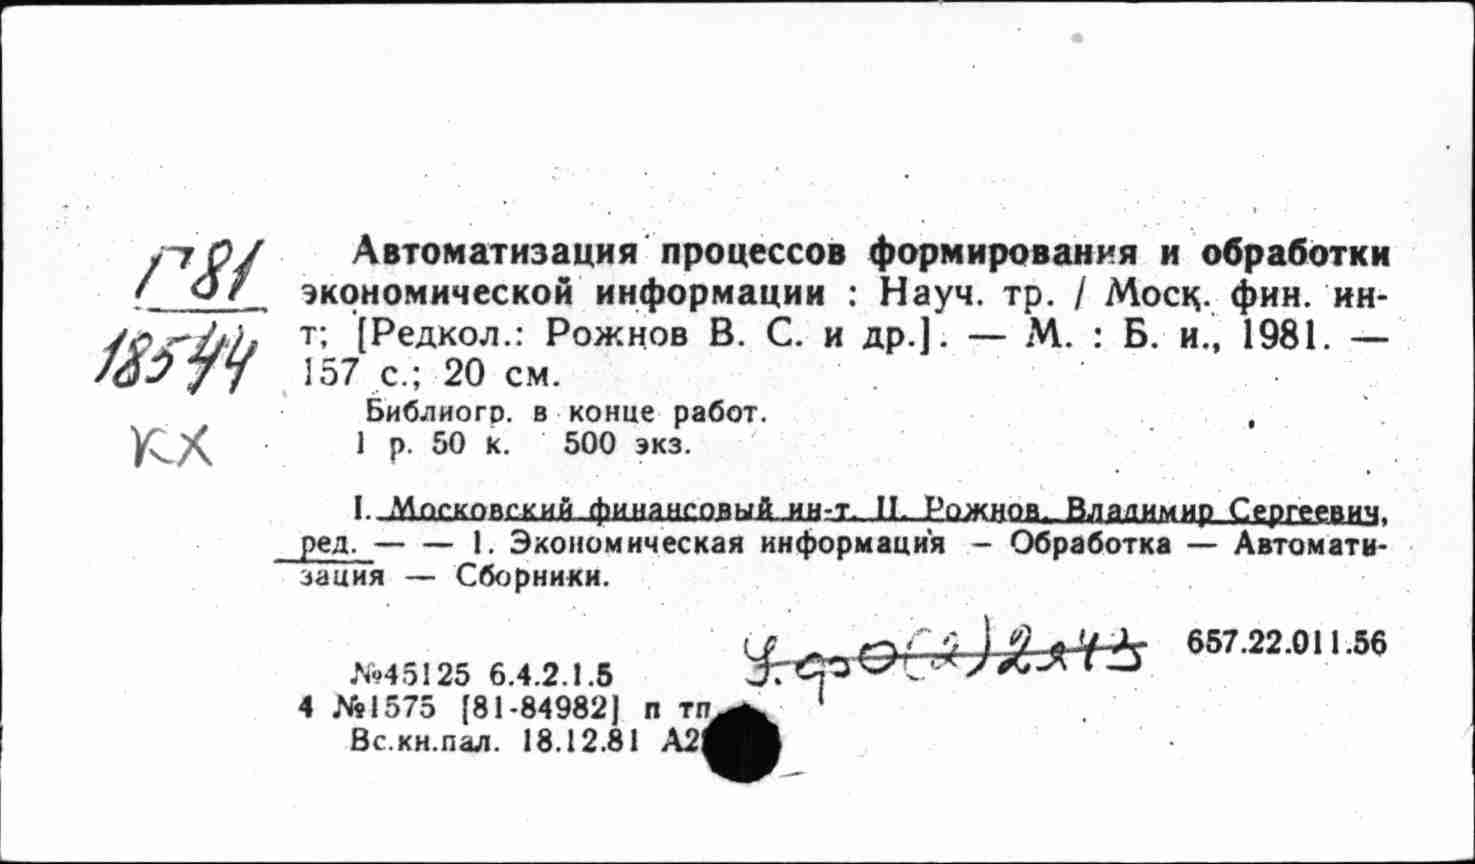 Г81
18544
КХ
Автоматизация процессов формирования и обработки
экономической информации : Науч. тр. / Моск. фин. ин-
т; [Редкол.: Рожнов В. С. и др.]. — М. : Б. и., 1981. —
157 с.; 20 см.
Библиогр. в конце работ.
1 р. 50 к. 500 экз.
I. Московский финансовый ин-т. II. Рожнов, Владимир Сергеевич,
ред. — — 1. Экономическая информация — Обработка — Автомати-
зация — Сборники.
657.22.011.56
№45125 6.4.2.1.5
4 №1575 [81-84982] п тп
Вс.кн.пал. 18.12.81